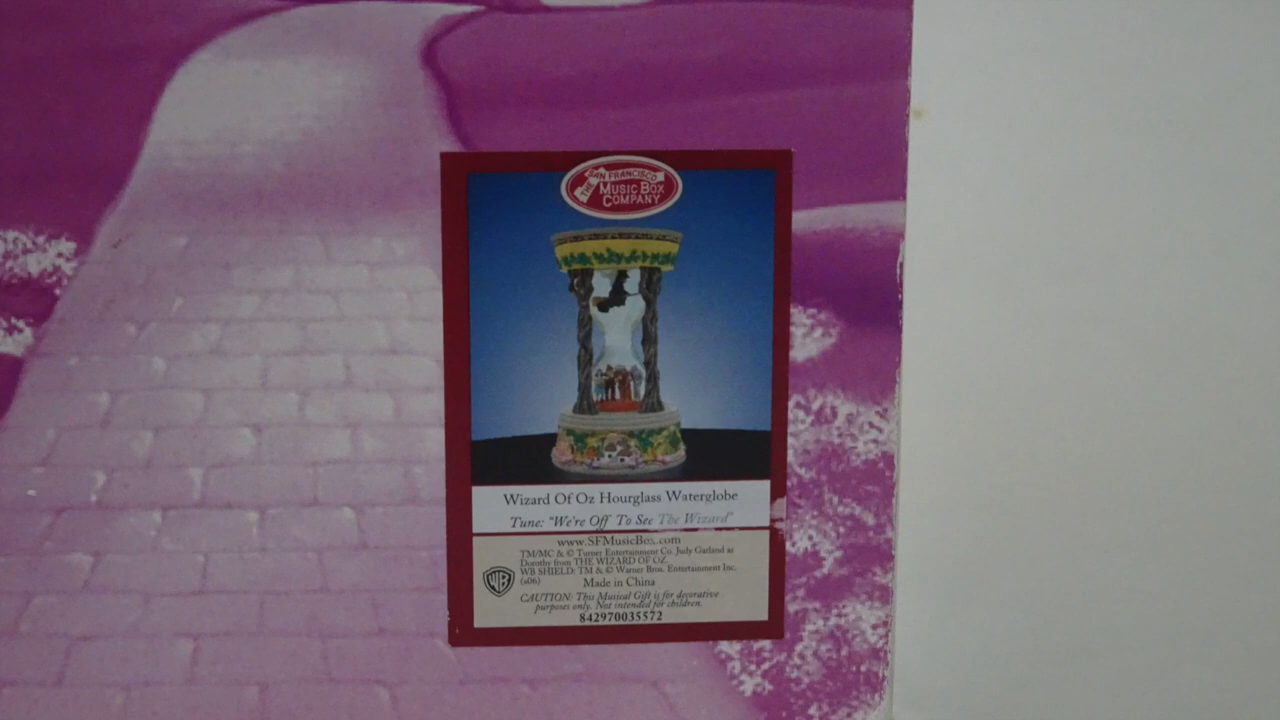 THE SAN FRANCISCO
MUSIC BOX
COMPANY
Wizard Of Oz Hourglass Waterglobe
Tune: "We're Off To See The Wizard"
www.SFMusicBox.com
TM/MC & © Turner Entertainment Co. Judy Garland as
Dorothy from THE WIZARD OF OZ.
WB SHIELD: TM & © Warner Bros. Entertainment Inc.
(s06)
Made in China
WB
CAUTION: This Musical Gift is for decorative
purposes only. Not intended for children.
842970035572